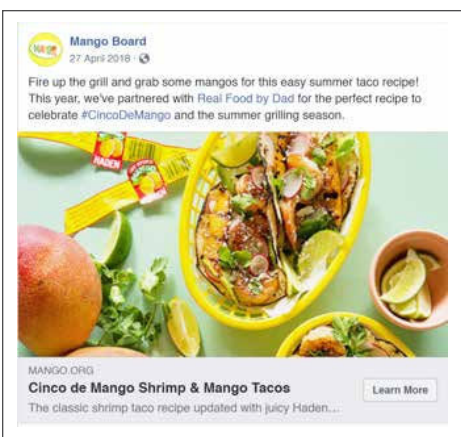 Mango Board
27 April 2018 ·
Fire up the grill and grab some mangos for this easy summer taco recipe!
This year, we've partnered with Real Food by Dad for the perfect recipe to
celebrate #CincoDeMango and the summer grilling season.
HADEN
MANGO.ORG
Cinco de Mango Shrimp & Mango Tacos
Learn More
The classic shrimp taco recipe updated with juicy Haden...